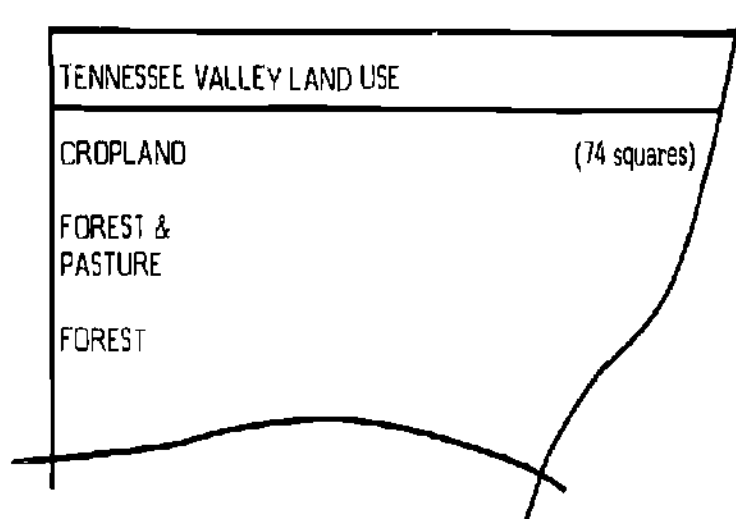 TENNESSEE VALLEY LAND USE
CROPLAND (74 squares)
FOREST &
PASTURE
FOREST